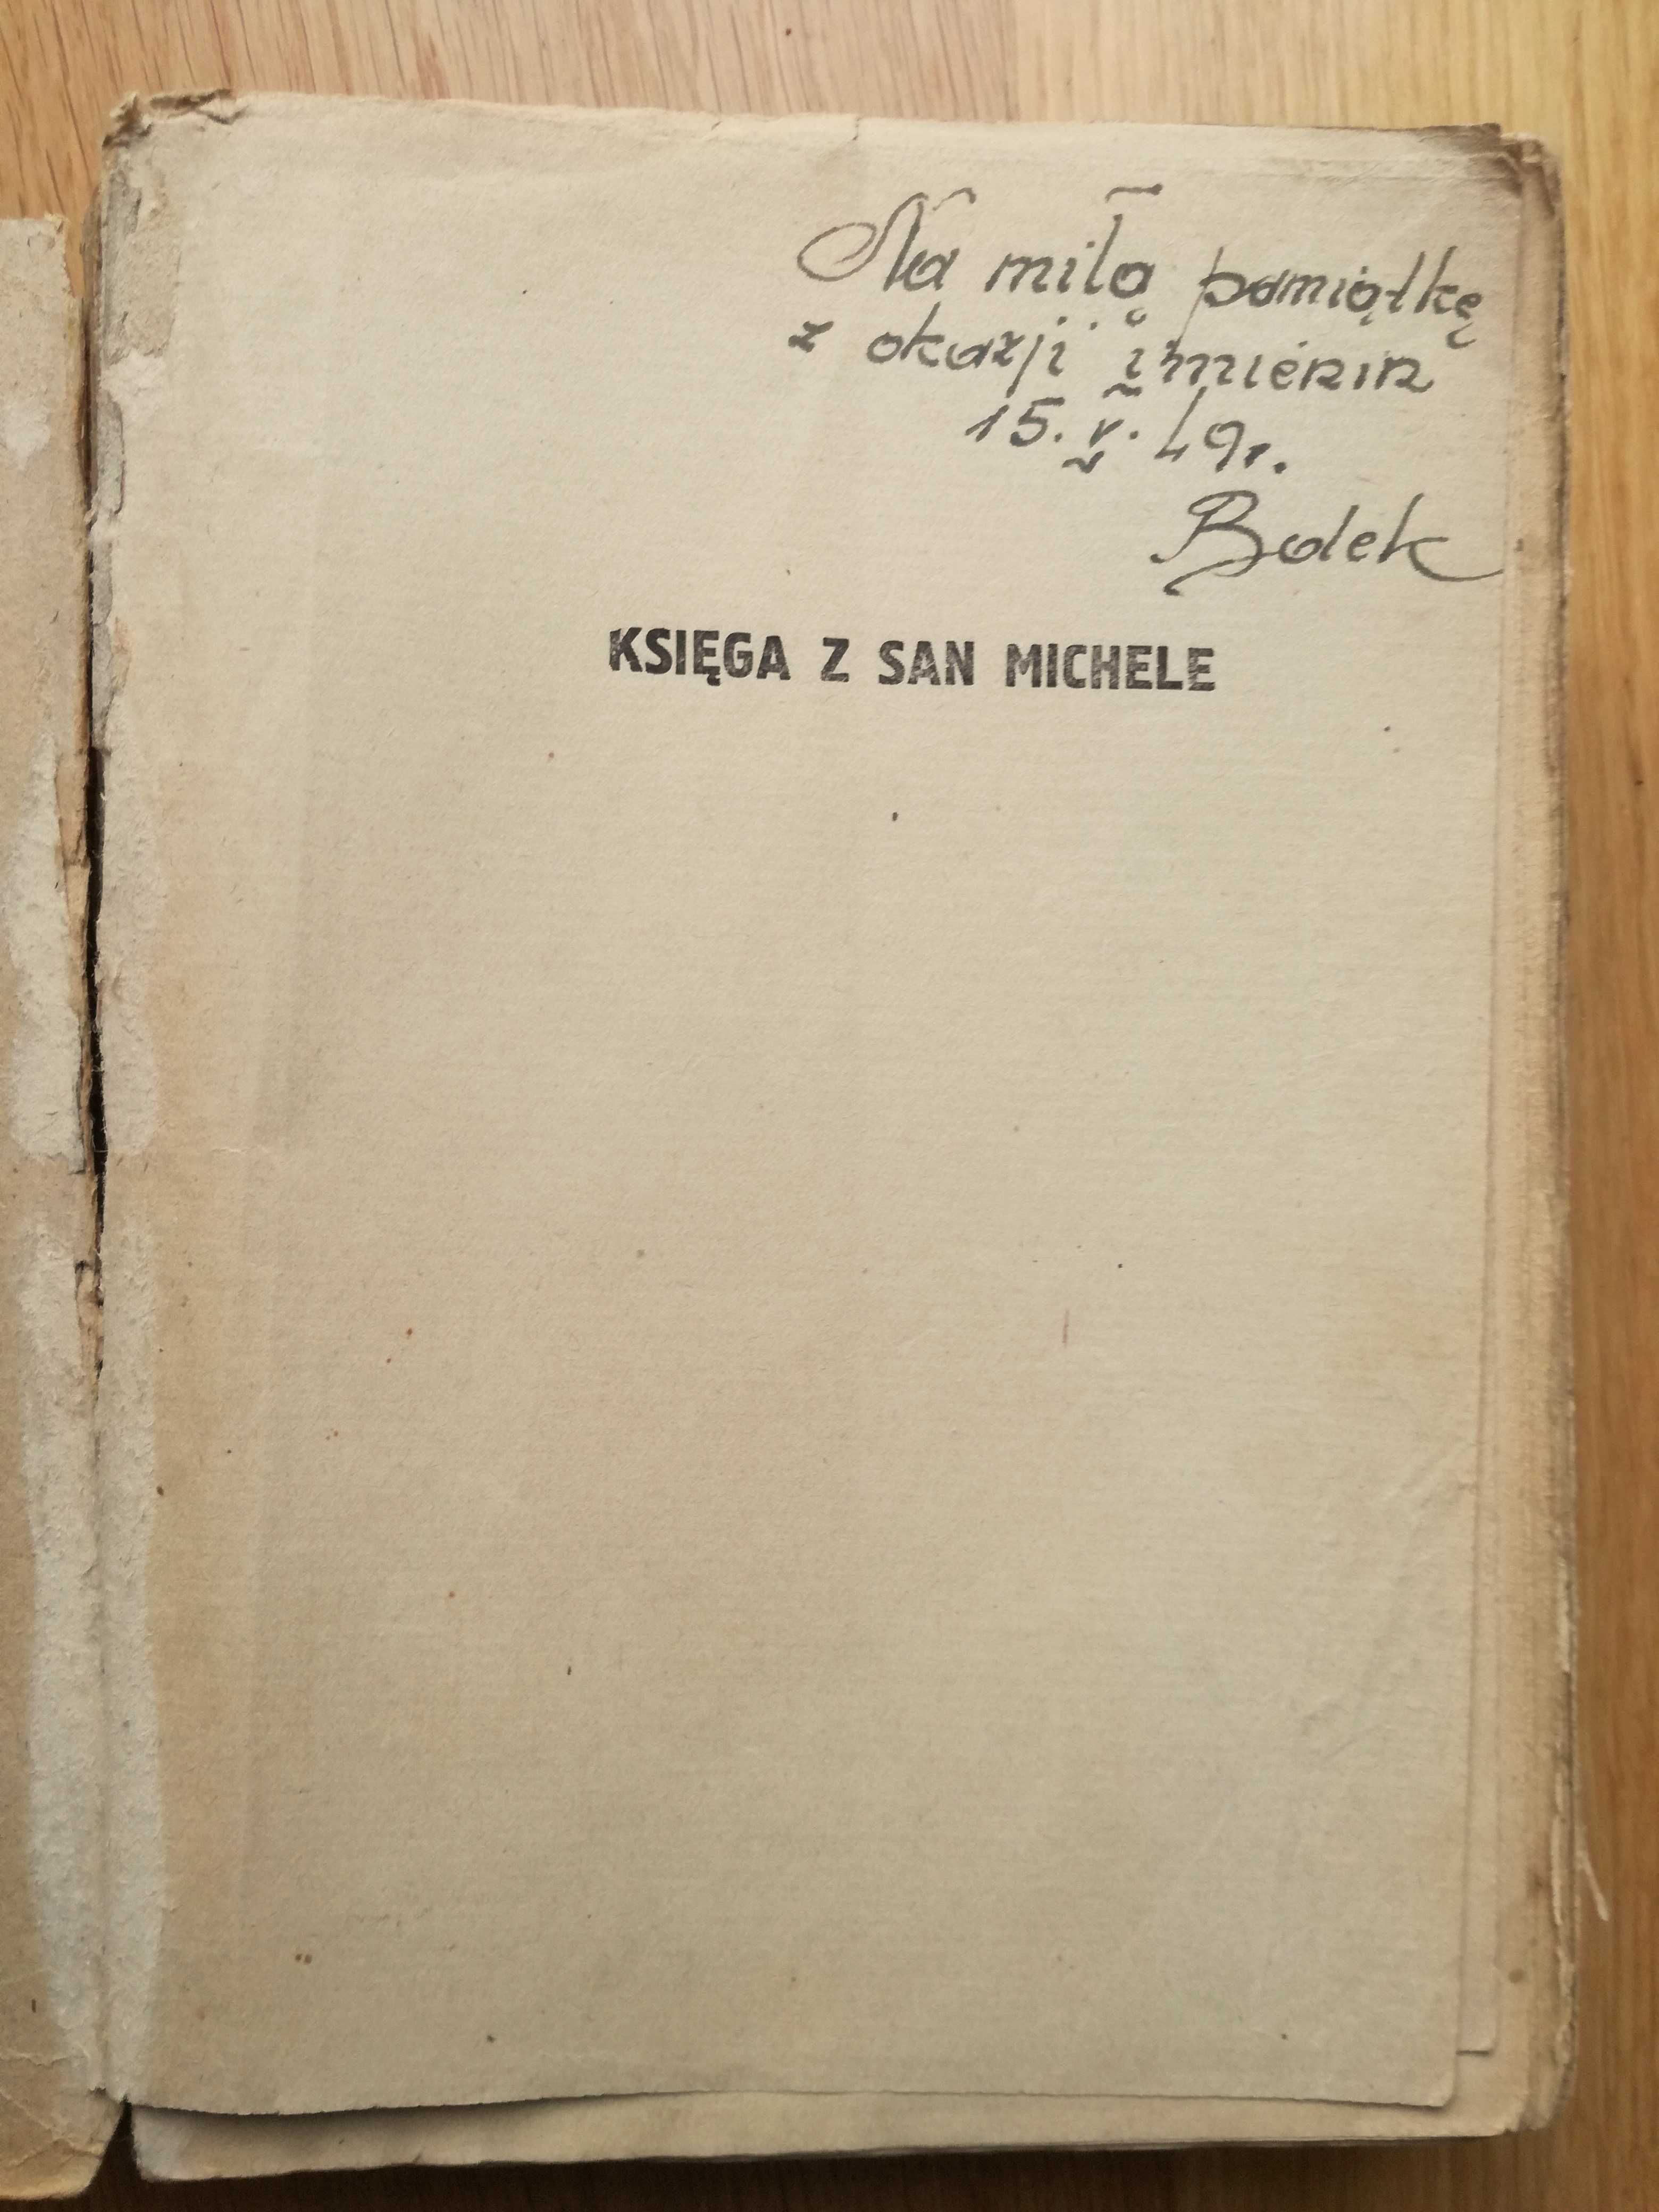 Na miłą pamiątkę
z okazji imienin
15. V. 49r.
Bolek
KSIĘGA Z SAN MICHELE